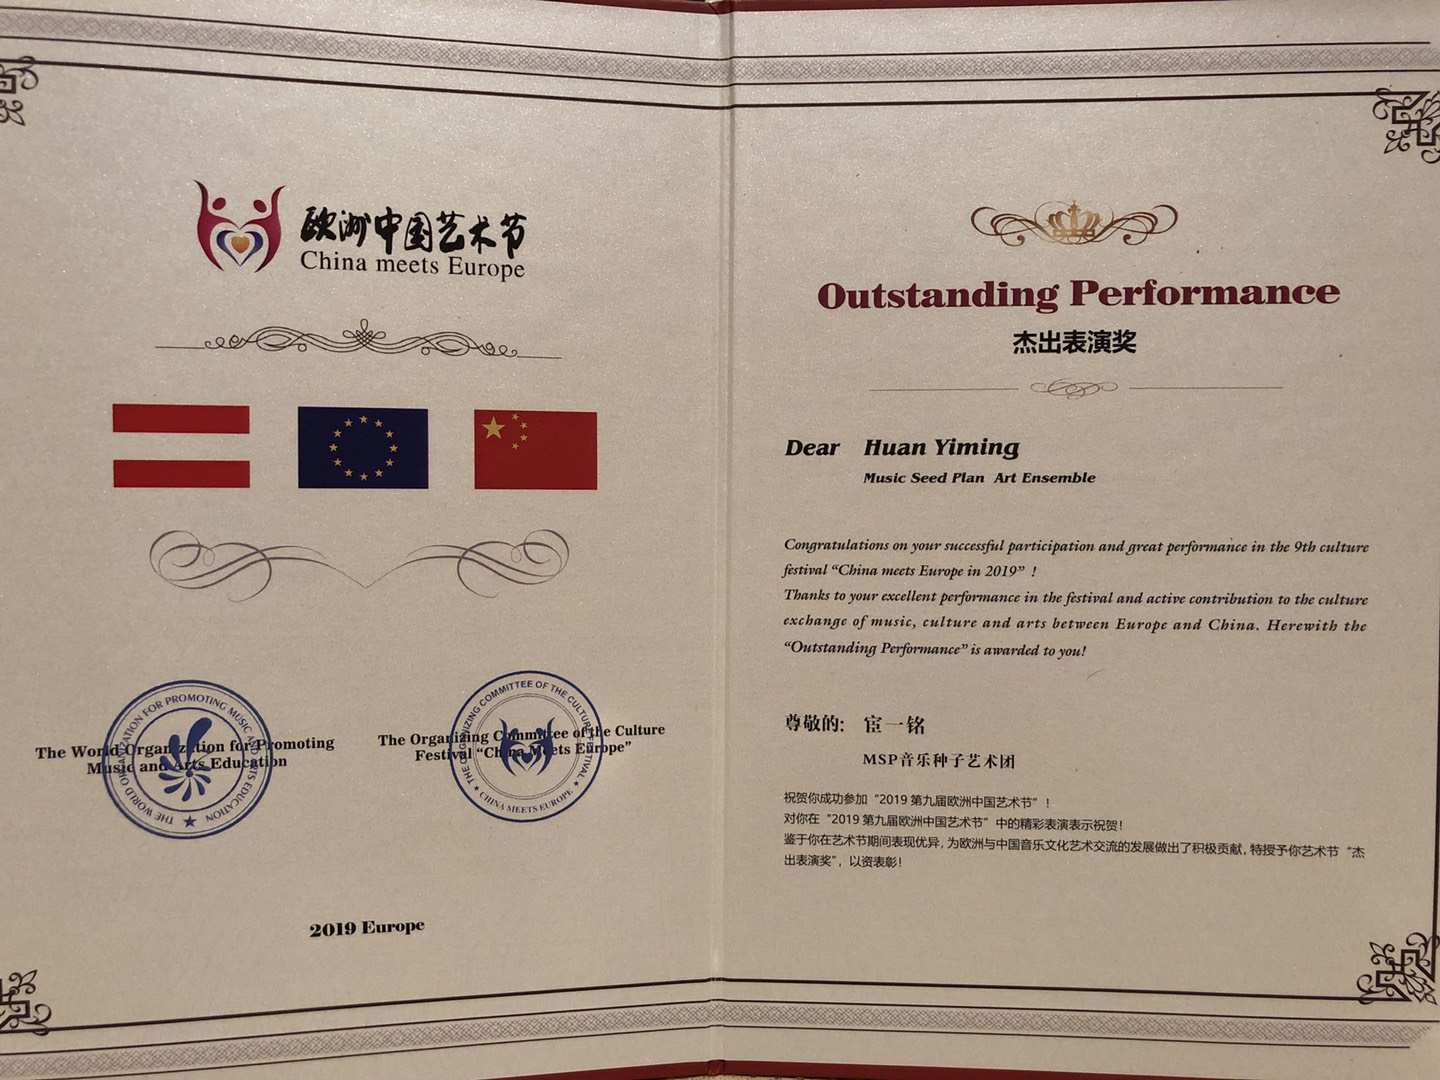 欧洲中国艺术节
China meets Europe
THE WORLD ORGANIZATION FOR PROMOTING MUSIC AND ARTS EDUCATION
The World Organization for Promoting
Music and Arts Education
THE ORGANIZING COMMITTEE OF THE CULTURE FESTIVAL
CHINA MEETS EUROPE
The Organizing Committee of the Culture
Festival “China Meets Europe”
2019 Europe
Outstanding Performance
杰出表演奖
Dear Huan Yiming
Music Seed Plan Art Ensemble
Congratulations on your successful participation and great performance in the 9th culture
festival “China meets Europe in 2019” !
Thanks to your excellent performance in the festival and active contribution to the culture
exchange of music, culture and arts between Europe and China. Herewith the
“Outstanding Performance” is awarded to you!
尊敬的: 宦一铭
MSP音乐种子艺术团
祝贺你成功参加“2019 第九届欧洲中国艺术节”！
对你在“2019 第九届欧洲中国艺术节”中的精彩表演表示祝贺!
鉴于你在艺术节期间表现优异, 为欧洲与中国音乐文化艺术交流的发展做出了积极贡献, 特授予你艺术节“杰
出表演奖”, 以资表彰!